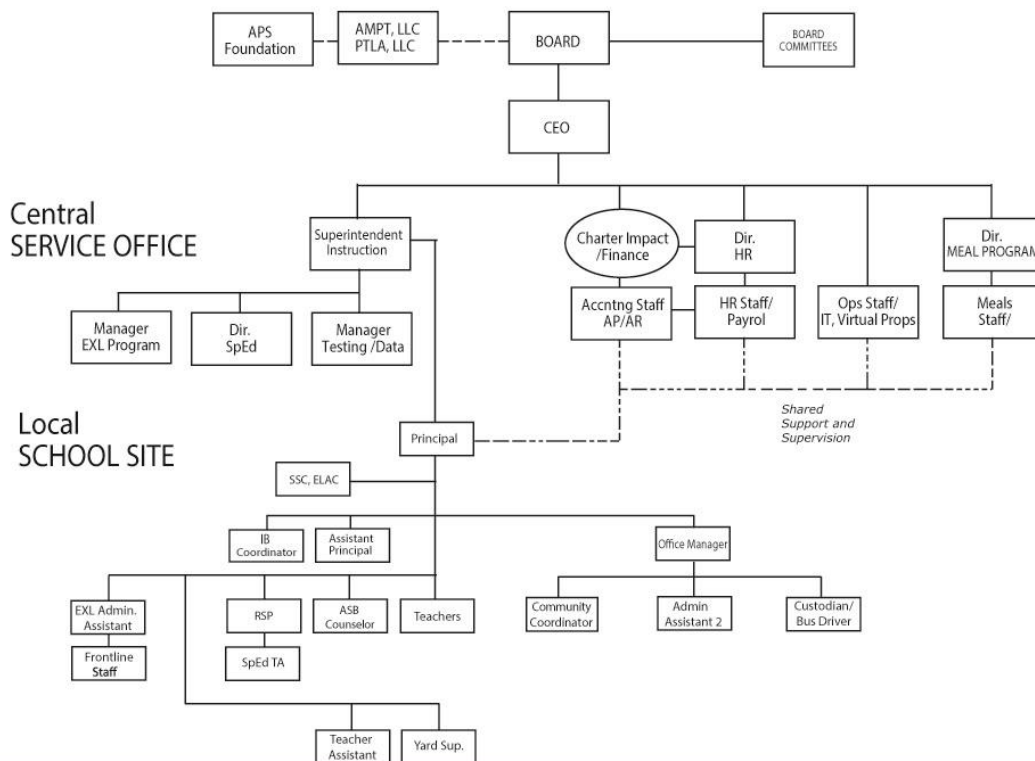 APS
Foundation
AMPT, LLC
PTLA, LLC
BOARD
BOARD
COMMITTEES
CEO
Central
SERVICE OFFICE
Superintendent
Instruction
Charter Impact
/Finance
Dir.
HR
Dir.
MEAL PROGRAM
Manager
EXL Program
Dir.
SpEd
Manager
Testing /Data
Accntng Staff
AP/AR
HR Staff/
Payrol
Ops Staff/
IT, Virtual Props
Meals
Staff/
Shared
Support and
Supervision
Local
SCHOOL SITE
Principal
SSC, ELAC
IB
Coordinator
Assistant
Principal
Office Manager
EXL Admin.
Assistant
RSP
ASB
Counselor
Teachers
Community
Coordinator
Admin
Assistant 2
Custodian/
Bus Driver
Frontline
Staff
SpEd TA
Teacher
Assistant
Yard Sup.